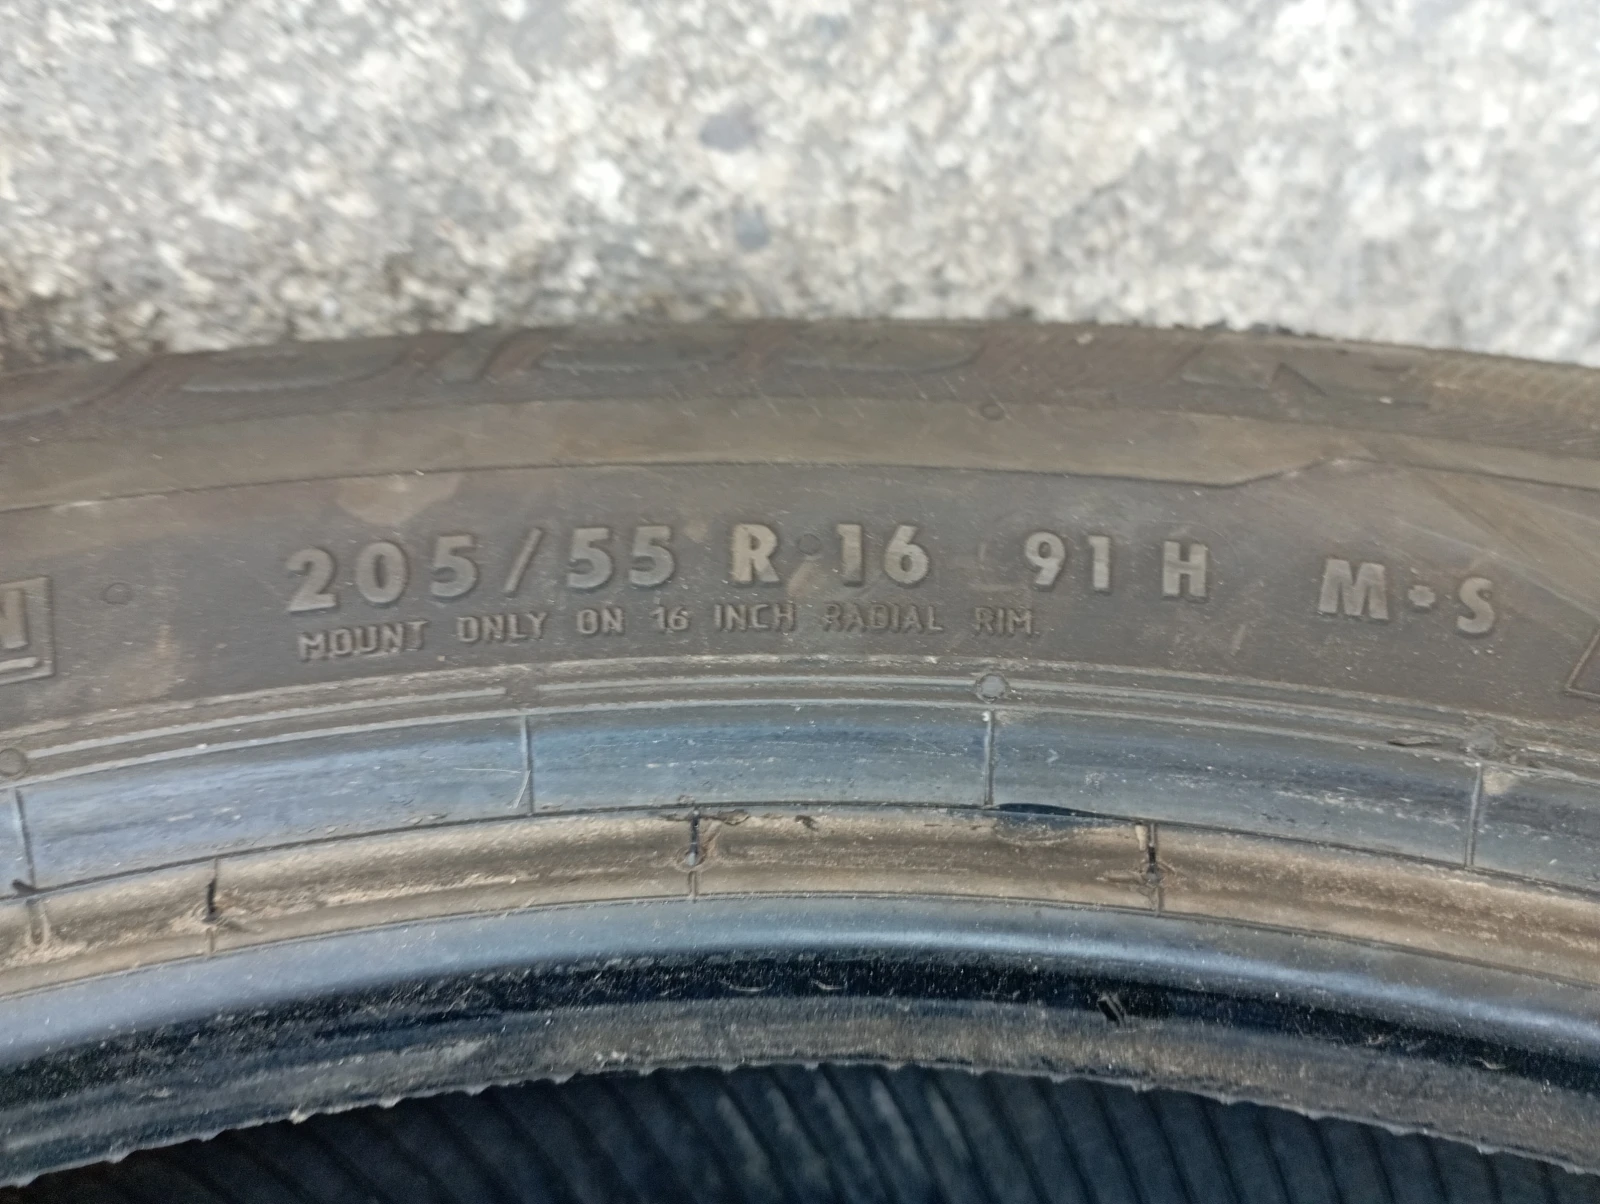 205/55 R 16 91 H M+S
MOUNT ONLY ON 16 INCH RADIAL RIM.